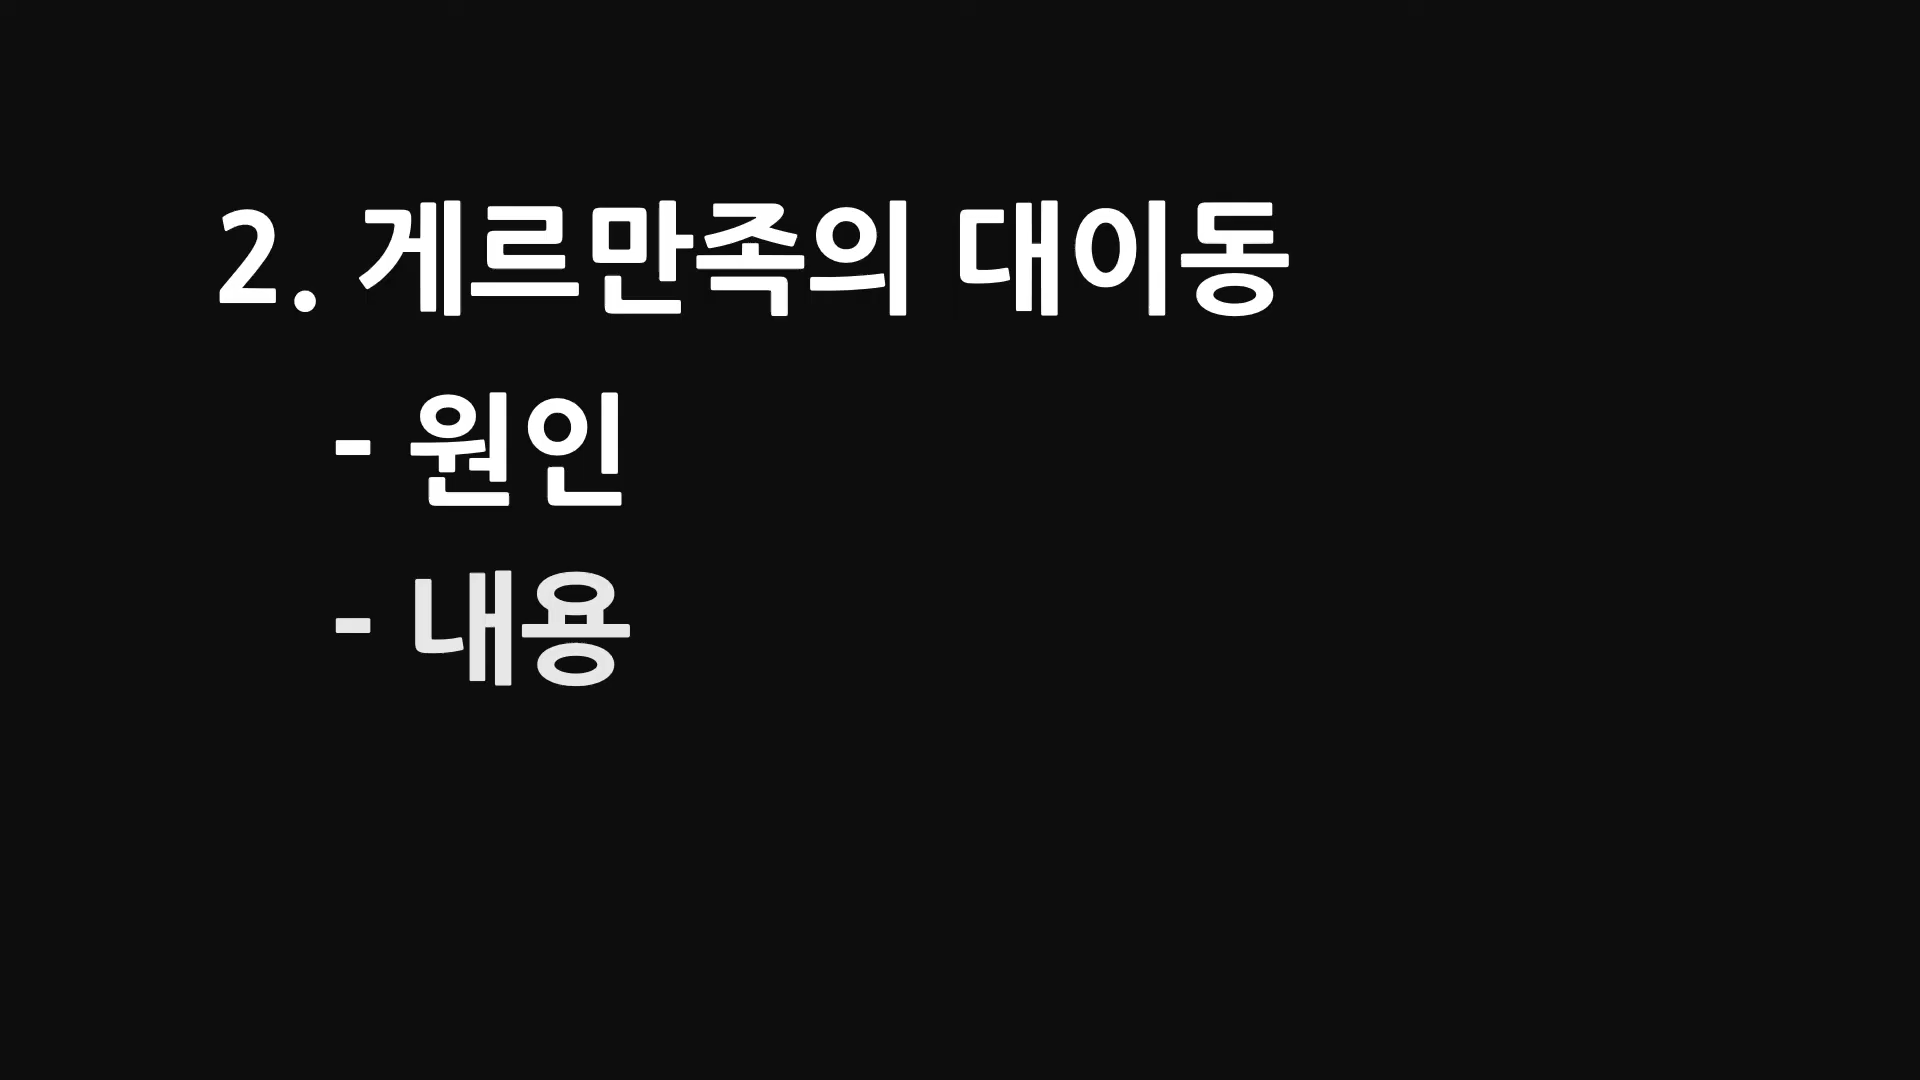 2. 게르만족의 대이동
- 원인
- 내용